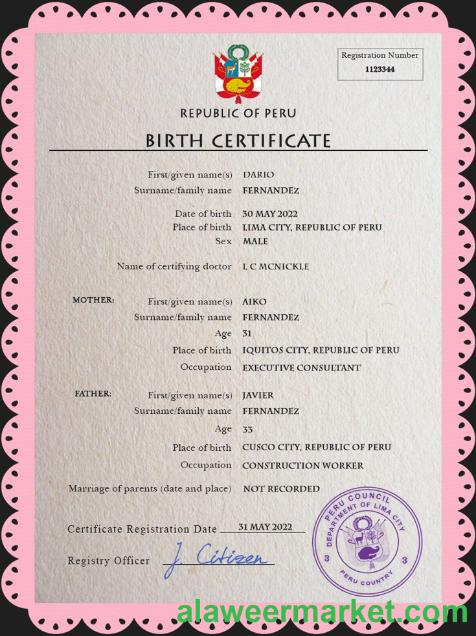 Registration Number
1123344
REPUBLIC OF PERU
BIRTH CERTIFICATE
First/given name(s) DARIO
Surname/family name FERNANDEZ
Date of birth 30 MAY 2022
Place of birth LIMA CITY, REPUBLIC OF PERU
Sex MALE
Name of certifying doctor I. C MCNICKLE
MOTHER: First/given name(s) AIKO
Surname/family name FERNANDEZ
Age 31
Place of birth IQUITOS CITY, REPUBLIC OF PERU
Occupation EXECUTIVE CONSULTANT
FATHER: First/given name(s) JAVIER
Surname/family name FERNANDEZ
Age 33
Place of birth CUSCO CITY, REPUBLIC OF PERU
Occupation CONSTRUCTION WORKER
Marriage of parents (date and place) NOT RECORDED
Certificate Registration Date 31 MAY 2022
Registry Officer J. Citizen
PERU COUNCIL
DEPARTMENT OF LIMA CITY
3 3
PERU COUNTRY
alaweermarket.com